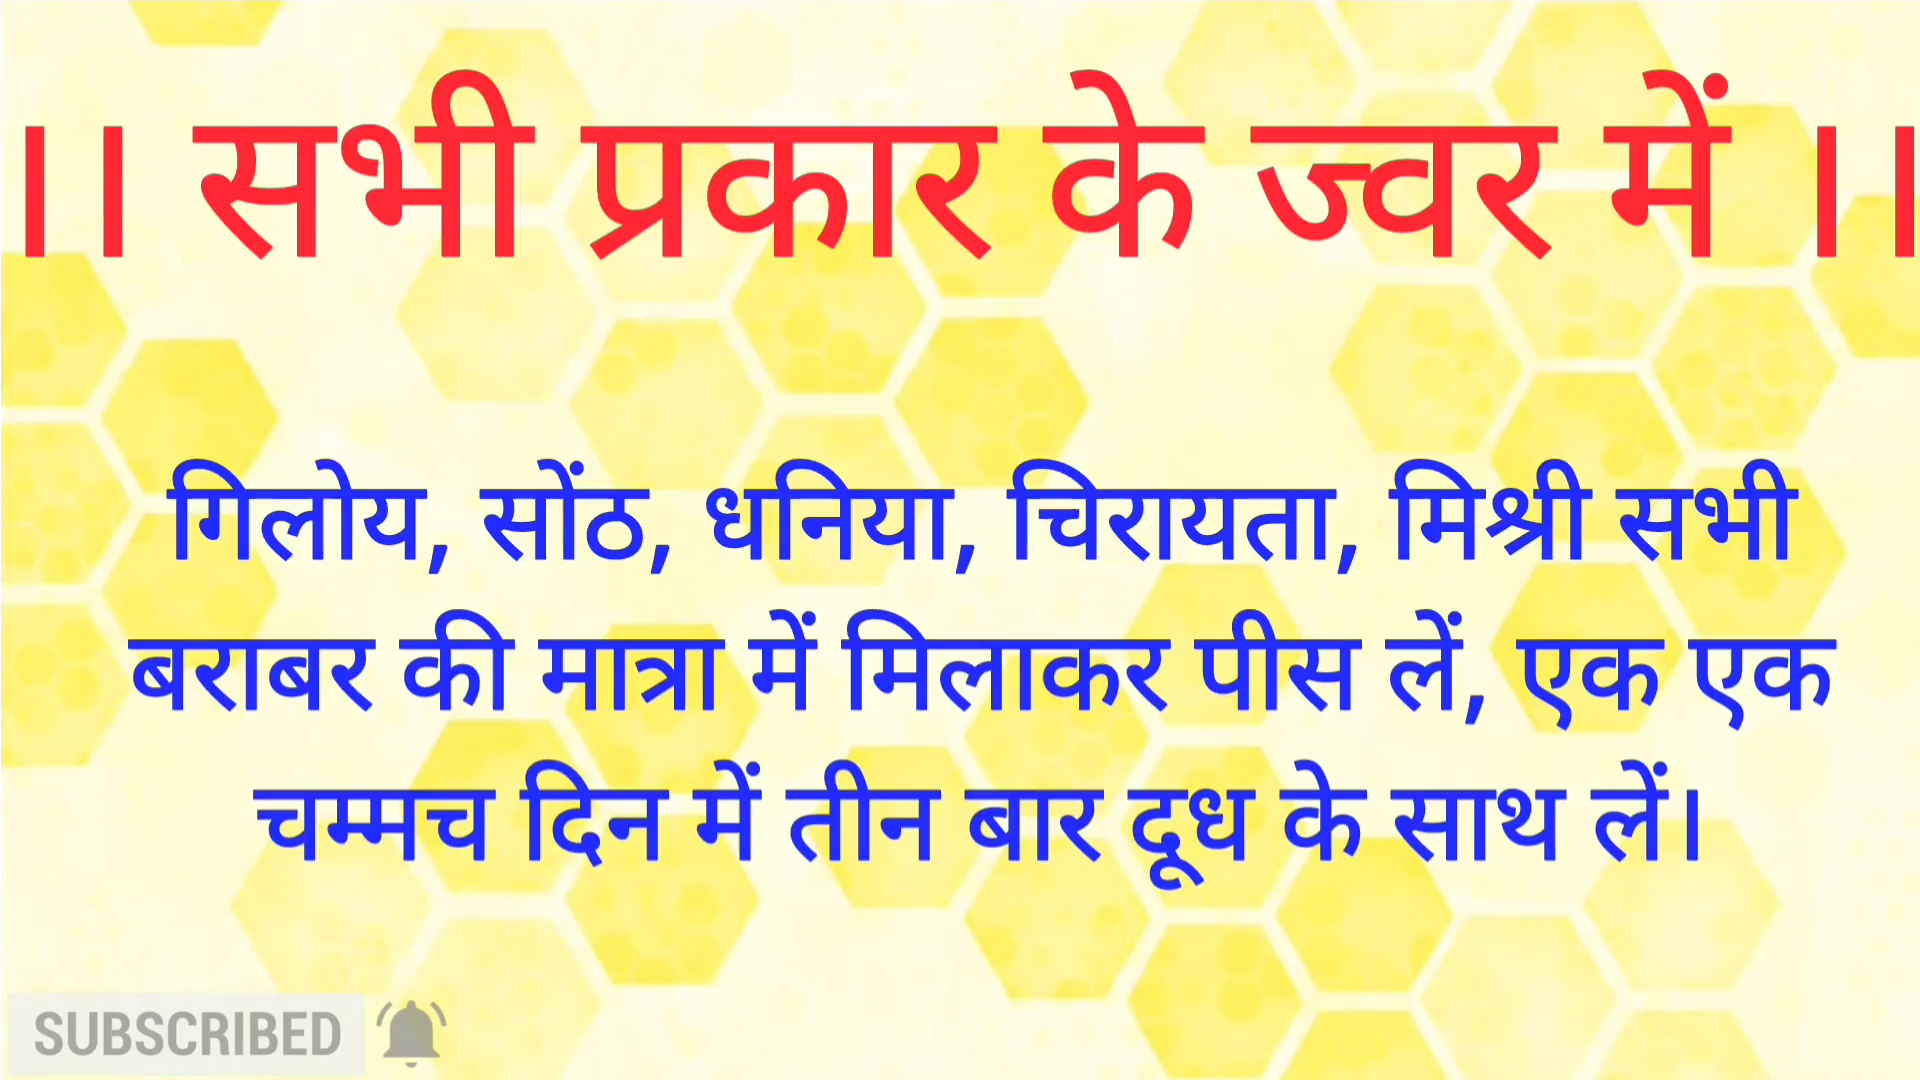 ।। सभी प्रकार के ज्वर में ।।
गिलोय, सोंठ, धनिया, चिरायता, मिश्री सभी
बराबर की मात्रा में मिलाकर पीस लें, एक एक
चम्मच दिन में तीन बार दूध के साथ लें।
SUBSCRIBED